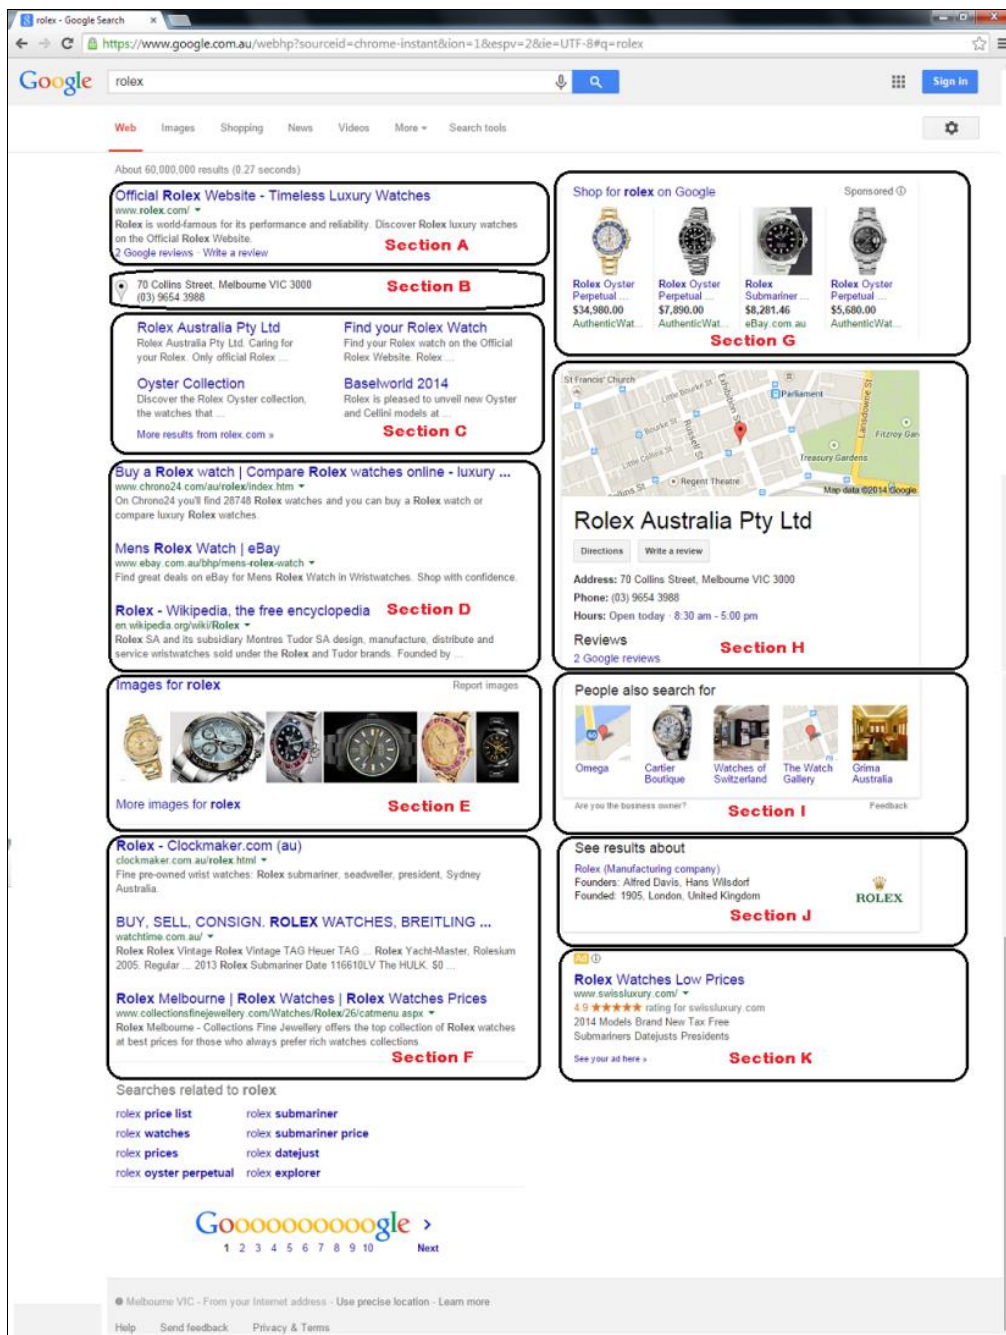 rolex - Google Search
https://www.google.com.au/webhp?sourceid=chrome-instant&ion=1&espv=2&ie=UTF-8#q=rolex
Google
rolex
Sign in
Web Images Shopping News Videos More Search tools
About 60,000,000 results (0.27 seconds)
Official Rolex Website - Timeless Luxury Watches
www.rolex.com/
Rolex is world-famous for its performance and reliability. Discover Rolex luxury watches
on the Official Rolex Website.
2 Google reviews · Write a review
Section A
70 Collins Street, Melbourne VIC 3000
(03) 9654 3988
Section B
Rolex Australia Pty Ltd
Rolex Australia Pty Ltd. Caring for
your Rolex. Only official Rolex ...
Find your Rolex Watch
Find your Rolex watch on the Official
Rolex Website. Rolex ...
Oyster Collection
Discover the Rolex Oyster collection,
the watches that ...
Baselworld 2014
Rolex is pleased to unveil new Oyster
and Cellini models at ...
More results from rolex.com »
Section C
Buy a Rolex watch | Compare Rolex watches online - luxury ...
www.chrono24.com/au/rolex/index.htm
On Chrono24 you'll find 28748 Rolex watches and you can buy a Rolex watch or
compare luxury Rolex watches.
Mens Rolex Watch | eBay
www.ebay.com.au/bhp/mens-rolex-watch
Find great deals on eBay for Mens Rolex Watch in Wristwatches. Shop with confidence.
Rolex - Wikipedia, the free encyclopedia
Section D
en.wikipedia.org/wiki/Rolex
Rolex SA and its subsidiary Montres Tudor SA design, manufacture, distribute and
service wristwatches sold under the Rolex and Tudor brands. Founded by ...
Images for rolex
Report images
More images for rolex
Section E
Rolex - Clockmaker.com (au)
clockmaker.com.au/rolex.html
Fine pre-owned wrist watches: Rolex submariner, seadweller, president, Sydney
Australia.
BUY, SELL, CONSIGN. ROLEX WATCHES, BREITLING ...
watchtime.com.au/
Rolex Rolex Vintage Rolex Vintage TAG Heuer TAG ... Rolex Yacht-Master, Rolesium
2005. Regular ... 2013 Rolex Submariner Date 116610LV The HULK. $0 ...
Rolex Melbourne | Rolex Watches | Rolex Watches Prices
www.collectionsfinejewellery.com/Watches/Rolex/26/catmenu.aspx
Rolex Melbourne - Collections Fine Jewellery offers the top collection of Rolex watches
at best prices for those who always prefer rich watches collections
Section F
Searches related to rolex
rolex price list
rolex submariner
rolex watches
rolex submariner price
rolex prices
rolex datejust
rolex oyster perpetual
rolex explorer
Goooooooooogle >
1 2 3 4 5 6 7 8 9 10 Next
Shop for rolex on Google
Sponsored
Rolex Oyster
Perpetual ...
$34,980.00
AuthenticWat...
Rolex Oyster
Perpetual ...
$7,890.00
AuthenticWat...
Rolex
Submariner ...
$8,281.46
eBay.com.au
Rolex Oyster
Perpetual ...
$5,680.00
AuthenticWat...
Section G
St Francis' Church
Little Bourke St
Exhibition St
Parliament
Lansdowne St
Bourke St
Russell St
Fitzroy Gar
Little Collins St
Treasury Gardens
Regent Theatre
Collins St
Map data ©2014 Google
Rolex Australia Pty Ltd
Directions
Write a review
Address: 70 Collins Street, Melbourne VIC 3000
Phone: (03) 9654 3988
Hours: Open today · 8:30 am - 5:00 pm
Reviews
2 Google reviews
Section H
People also search for
Omega
Cartier
Boutique
Watches of
Switzerland
The Watch
Gallery
Grima
Australia
Are you the business owner?
Feedback
Section I
See results about
Rolex (Manufacturing company)
Founders: Alfred Davis, Hans Wilsdorf
Founded: 1905, London, United Kingdom
ROLEX
Section J
Ad
Rolex Watches Low Prices
www.swissluxury.com/
4.9 ★★★★★ rating for swissluxury.com
2014 Models Brand New Tax Free
Submariners Datejusts Presidents
See your ad here »
Section K
Melbourne VIC - From your Internet address - Use precise location - Learn more
Help Send feedback Privacy & Terms